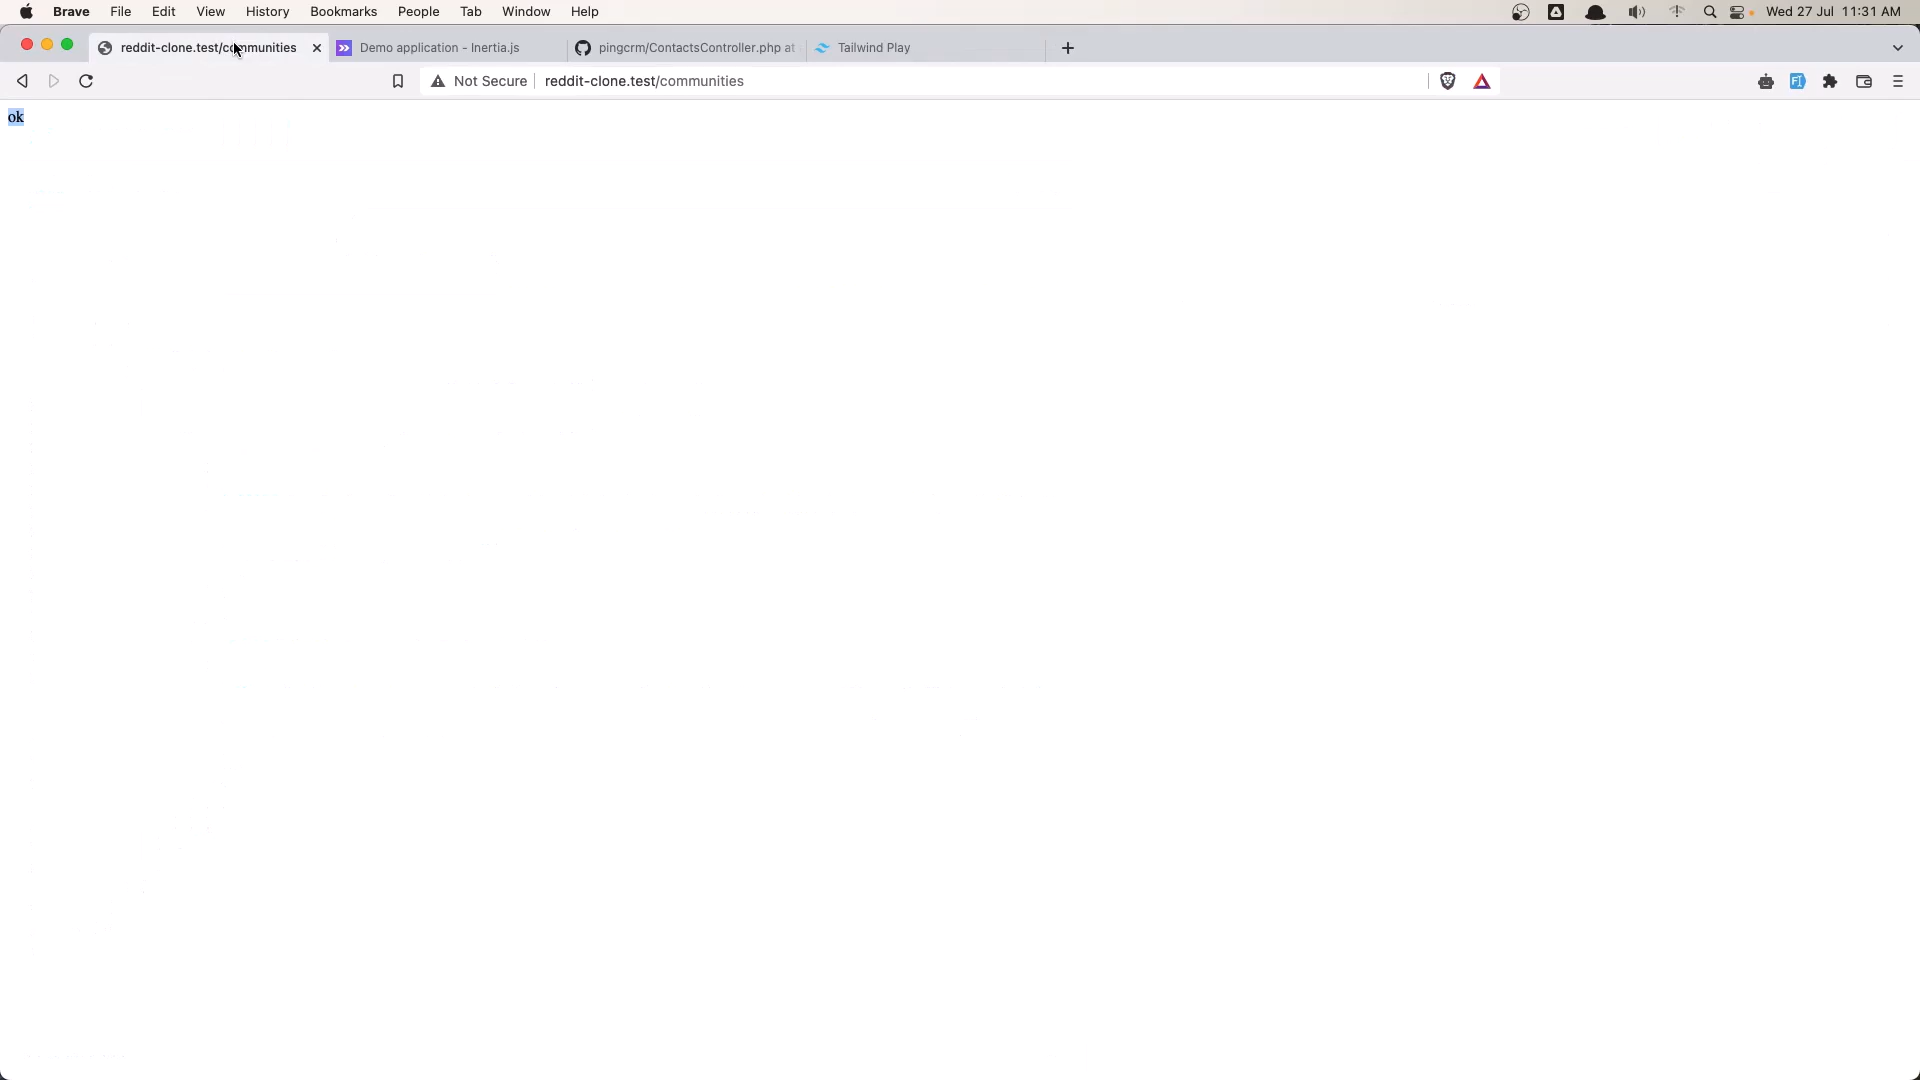 Brave File Edit View History Bookmarks People Tab Window Help Wed 27 Jul 11:31 AM
reddit-clone.test/communities Demo application - Inertia.js pingcrm/ContactsController.php at Tailwind Play
Not Secure reddit-clone.test/communities
ok